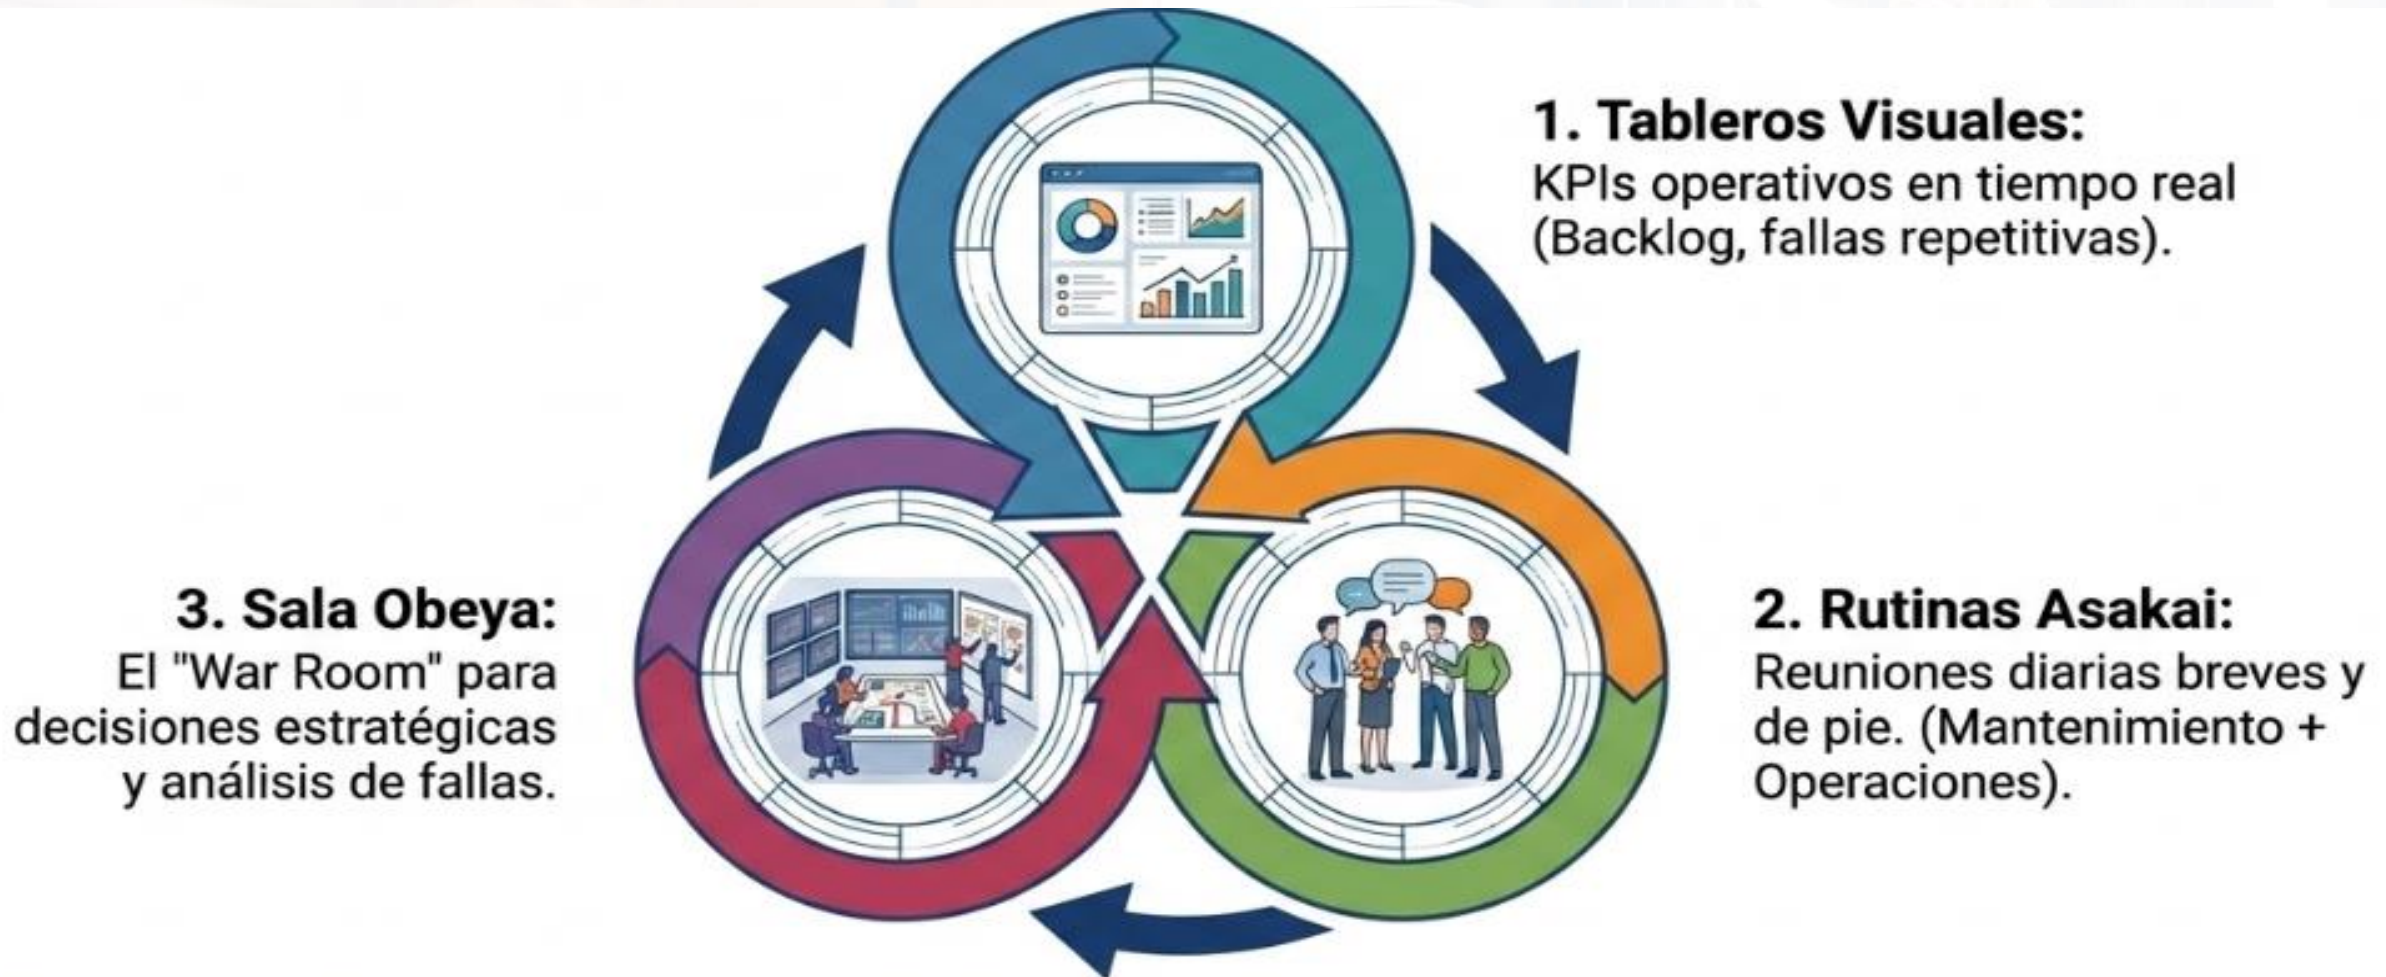 1. Tableros Visuales:
KPIs operativos en tiempo real
(Backlog, fallas repetitivas).
2. Rutinas Asakai:
Reuniones diarias breves y
de pie. (Mantenimiento +
Operaciones).
3. Sala Obeya:
El "War Room" para
decisiones estratégicas
y análisis de fallas.